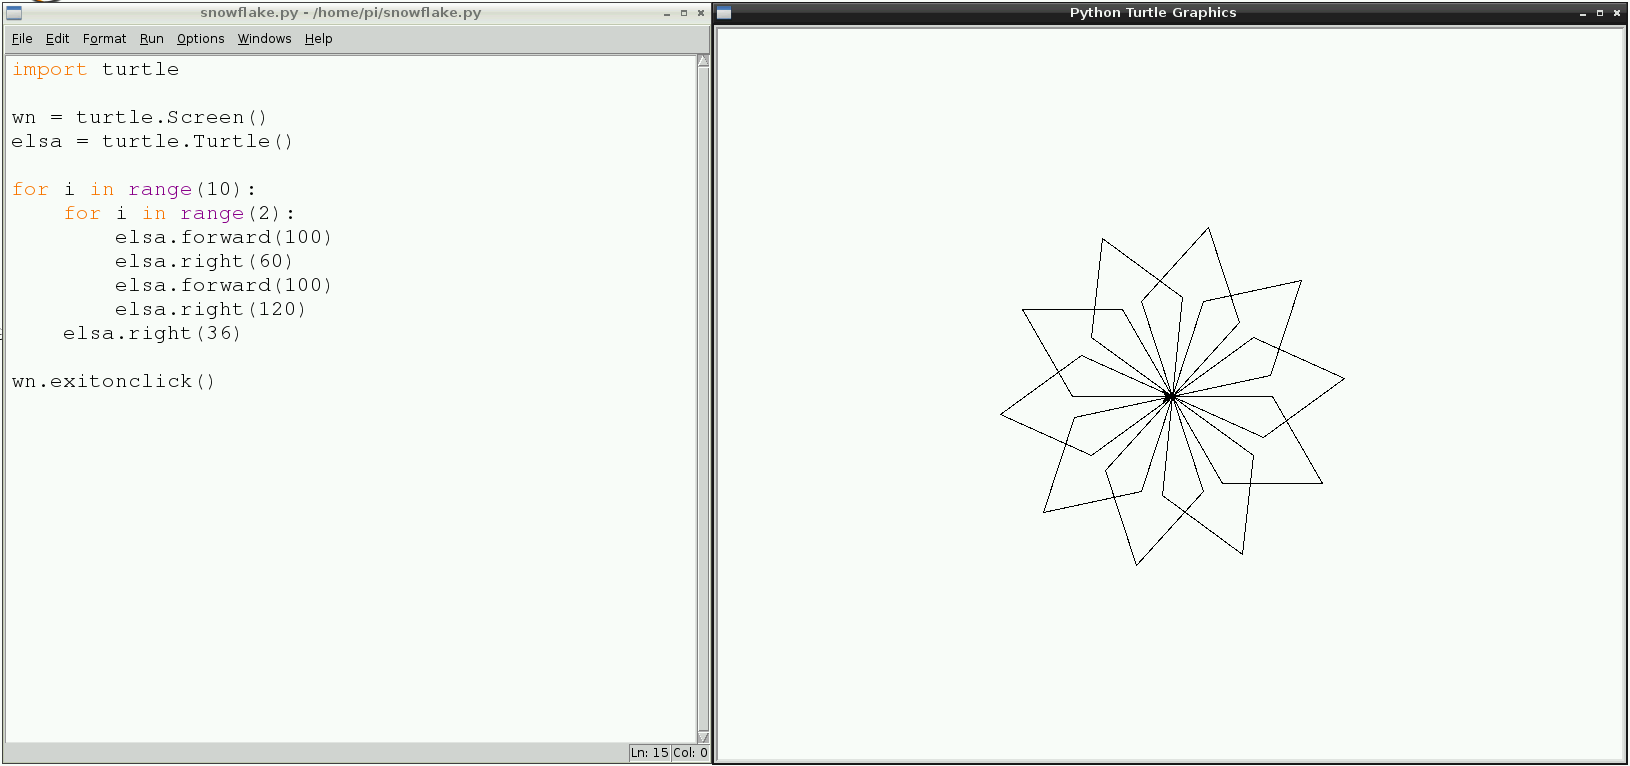 snowflake.py - /home/pi/snowflake.py
File Edit Format Run Options Windows Help
import turtle
wn = turtle.Screen()
elsa = turtle.Turtle()
for i in range(10):
    for i in range(2):
        elsa.forward(100)
        elsa.right(60)
        elsa.forward(100)
        elsa.right(120)
    elsa.right(36)
wn.exitonclick()
Ln: 15 Col: 0
Python Turtle Graphics